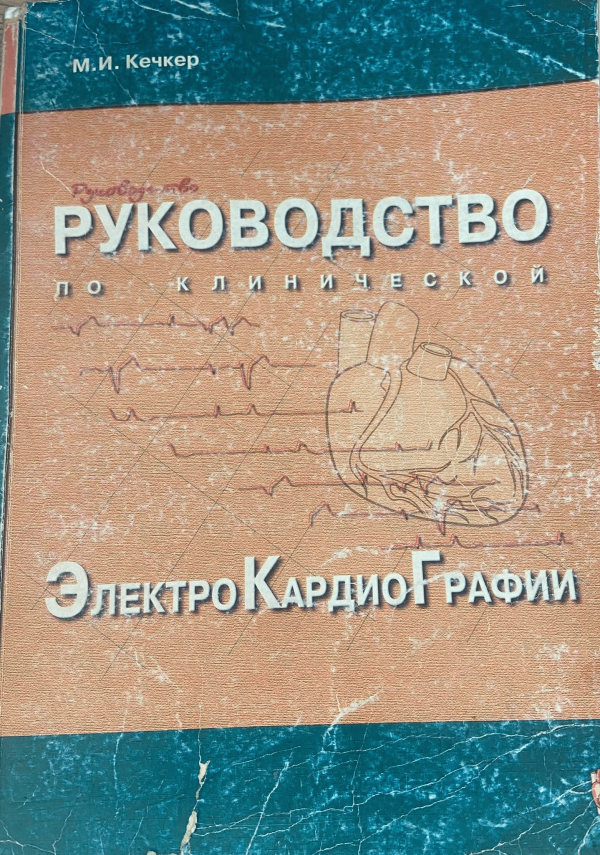 М.И. Кечкер
Руководство
РУКОВОДСТВО
ПО КЛИНИЧЕСКОЙ
ЭЛЕКТРОКАРДИОГРАФИИ